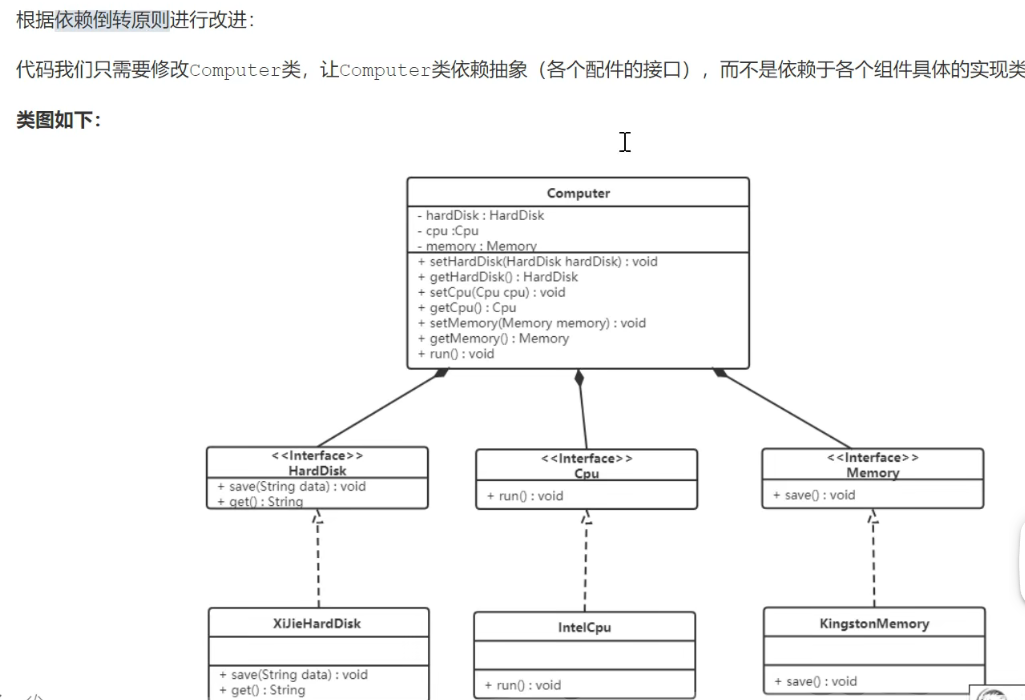 根据依赖倒转原则进行改进：
代码我们只需要修改Computer类，让Computer类依赖抽象（各个配件的接口），而不是依赖于各个组件具体的实现类
类图如下：
Computer
- hardDisk : HardDisk
- cpu :Cpu
- memory : Memory
+ setHardDisk(HardDisk hardDisk) : void
+ getHardDisk() : HardDisk
+ setCpu(Cpu cpu) : void
+ getCpu() : Cpu
+ setMemory(Memory memory) : void
+ getMemory() : Memory
+ run() : void
<<Interface>>
HardDisk
+ save(String data) : void
+ get() : String
<<Interface>>
Cpu
+ run() : void
<<Interface>>
Memory
+ save() : void
XiJieHardDisk
+ save(String data) : void
+ get() : String
IntelCpu
+ run() : void
KingstonMemory
+ save() : void